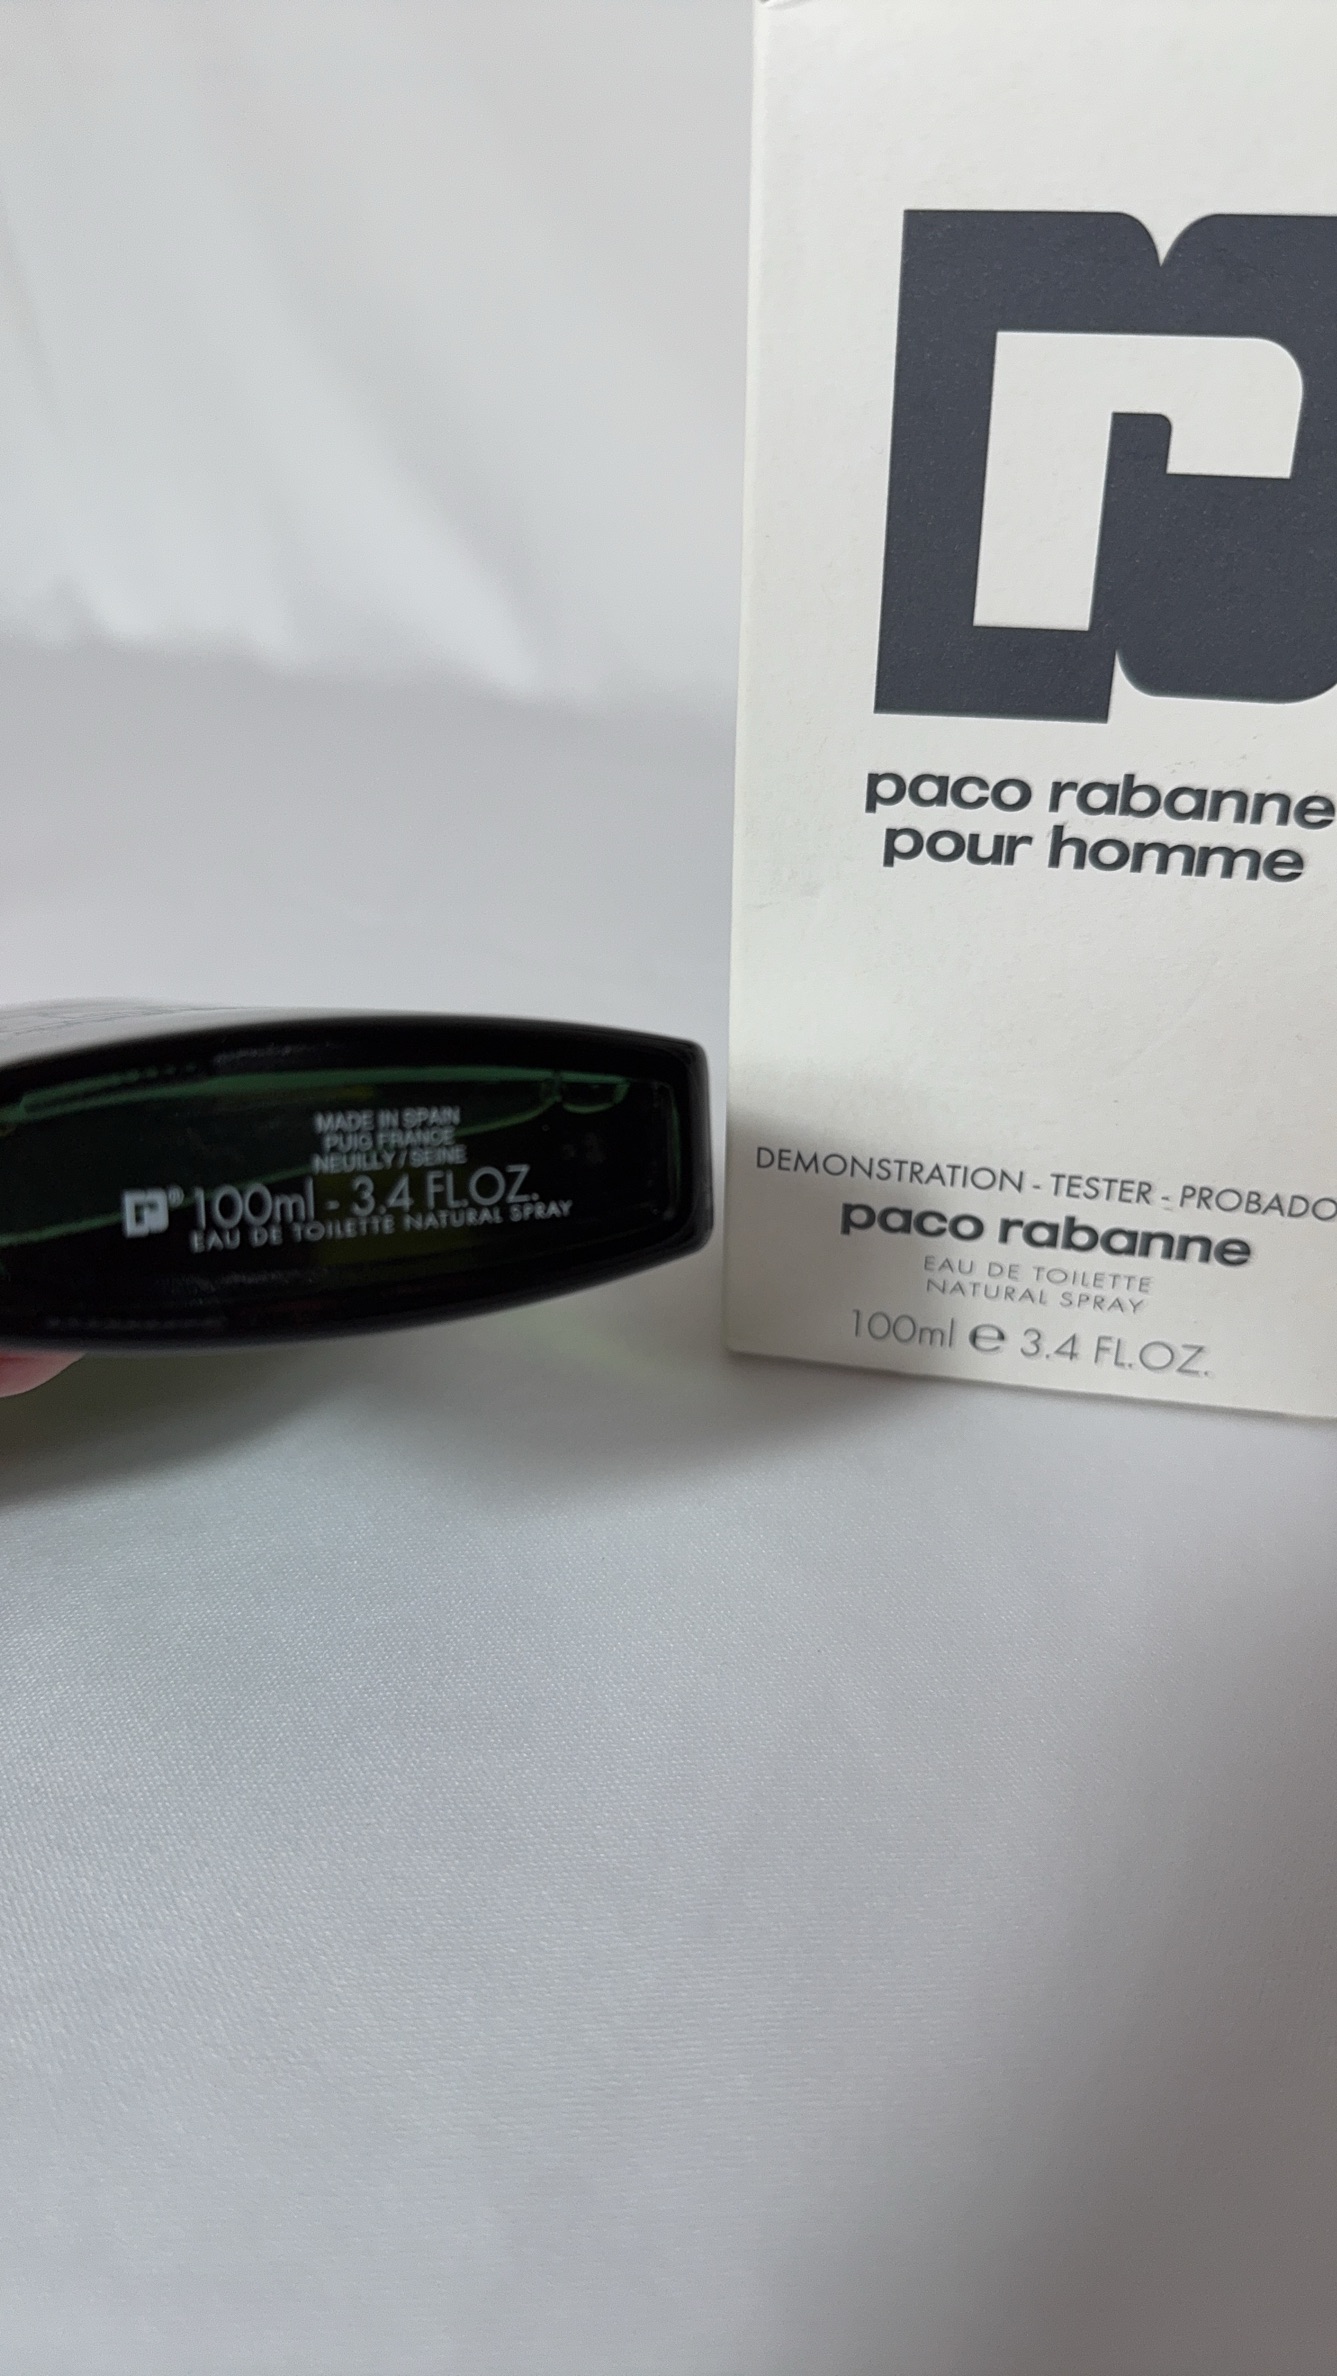 r
paco rabanne
pour homme
DEMONSTRATION - TESTER - PROBADO
paco rabanne
EAU DE TOILETTE
NATURAL SPRAY
100ml e 3.4 FL.OZ.
MADE IN SPAIN
PUIG FRANCE
NEUILLY/SEINE
r® 100ml - 3.4 FL.OZ.
EAU DE TOILETTE NATURAL SPRAY